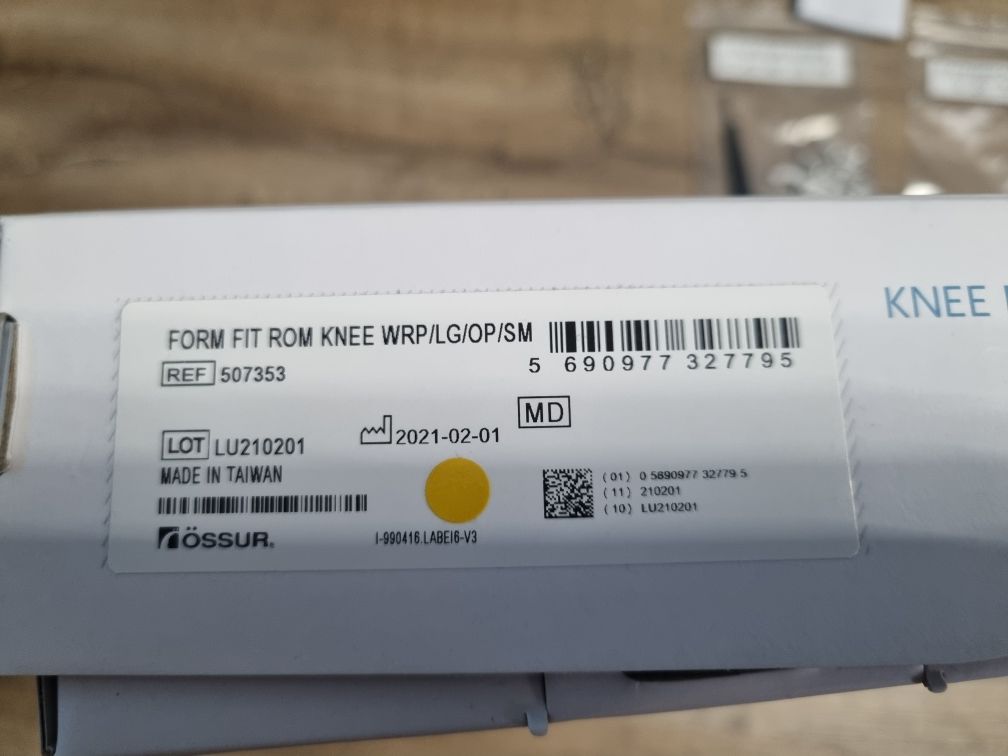 KNEE
FORM FIT ROM KNEE WRP/LG/OP/SM
5 690977 327795
REF 507353
MD
2021-02-01
LOT LU210201
MADE IN TAIWAN
(01) 0 5690977 32779 5
(11) 210201
(10) LU210201
ÖSSUR®
I-990416.LABEl6-V3